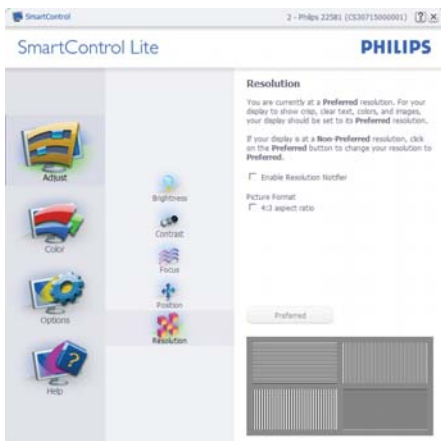 SmartControl
2 - Philips 225B1 (CS30715000001)
SmartControl Lite
PHILIPS
Adjust
Color
Options
Help
Brightness
Contrast
Focus
Position
Resolution
Resolution
You are currently at a Preferred resolution. For your
display to show crisp, clear text, colors, and images,
your display should be set to its Preferred resolution.
If your display is at a Non-Preferred resolution, click
on the Preferred button to change your resolution to
Preferred.
Enable Resolution Notifier
Picture Format
4:3 aspect ratio
Preferred